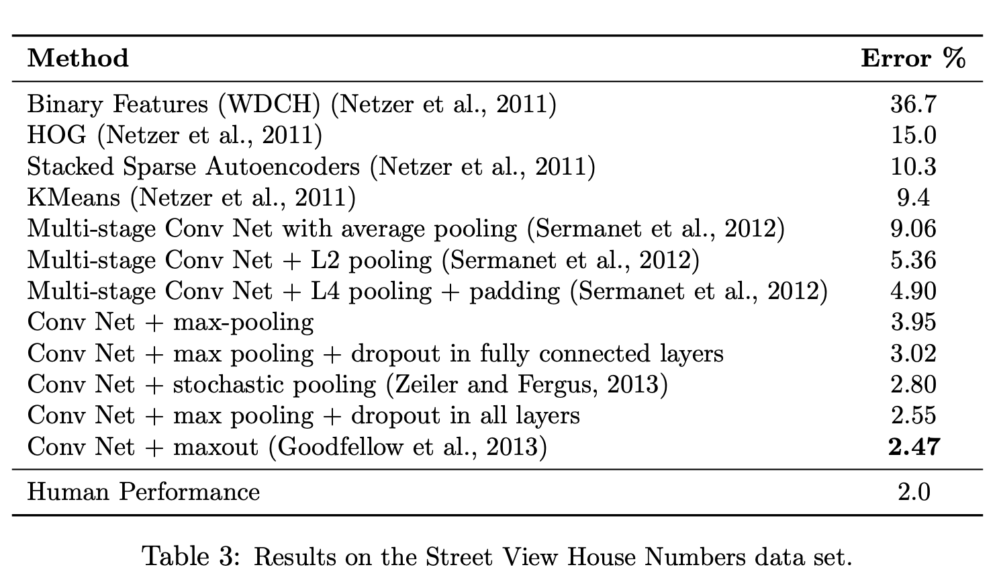 Method Error %
Binary Features (WDCH) (Netzer et al., 2011) 36.7
HOG (Netzer et al., 2011) 15.0
Stacked Sparse Autoencoders (Netzer et al., 2011) 10.3
KMeans (Netzer et al., 2011) 9.4
Multi-stage Conv Net with average pooling (Sermanet et al., 2012) 9.06
Multi-stage Conv Net + L2 pooling (Sermanet et al., 2012) 5.36
Multi-stage Conv Net + L4 pooling + padding (Sermanet et al., 2012) 4.90
Conv Net + max-pooling 3.95
Conv Net + max pooling + dropout in fully connected layers 3.02
Conv Net + stochastic pooling (Zeiler and Fergus, 2013) 2.80
Conv Net + max pooling + dropout in all layers 2.55
Conv Net + maxout (Goodfellow et al., 2013) 2.47
Human Performance 2.0
Table 3: Results on the Street View House Numbers data set.